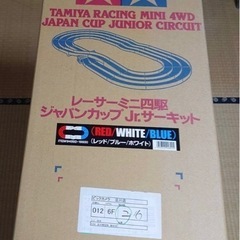 TAMIYA RACING MINI 4WD
JAPAN CUP JUNIOR CIRCUIT
レーサーミニ四駆
ジャパンカップJr.サーキット
(RED/WHITE/BLUE)
(レッド/ブルー/ホワイト)
012 6F